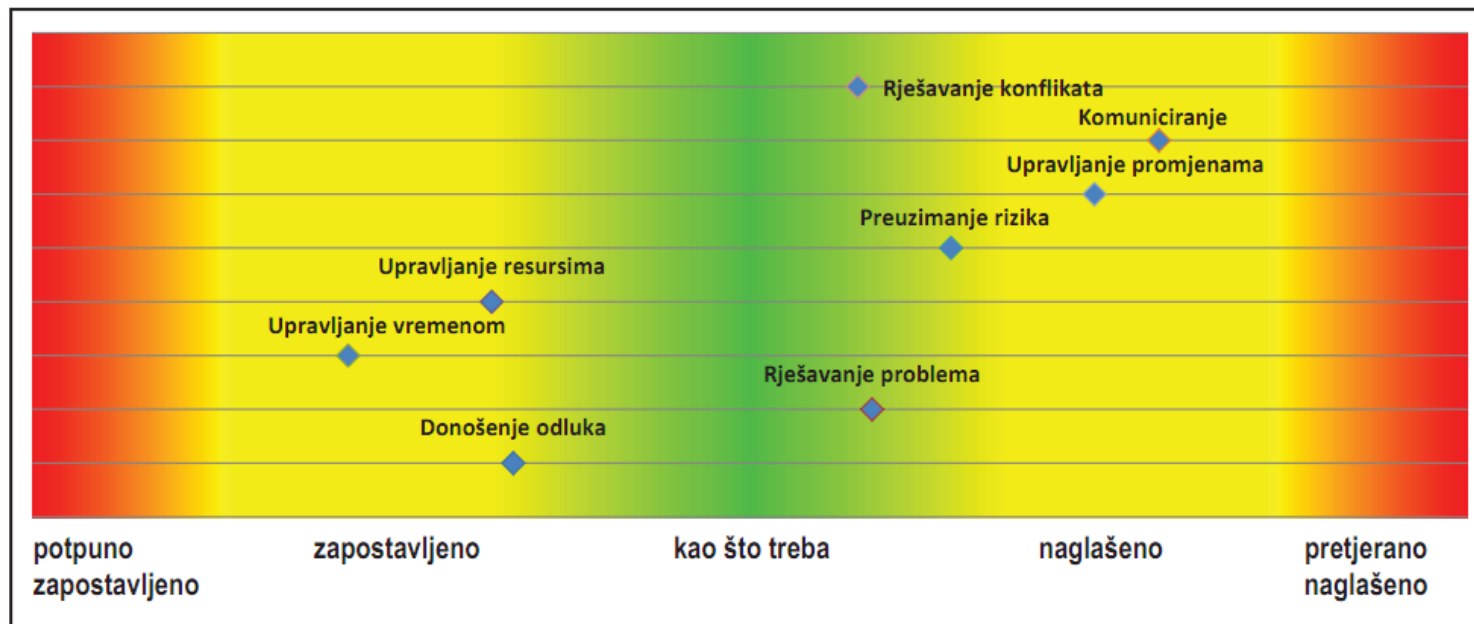 Rješavanje konflikata
Komuniciranje
Upravljanje promjenama
Preuzimanje rizika
Upravljanje resursima
Upravljanje vremenom
Rješavanje problema
Donošenje odluka
potpuno zapostavljeno
zapostavljeno
kao što treba
naglašeno
pretjerano naglašeno